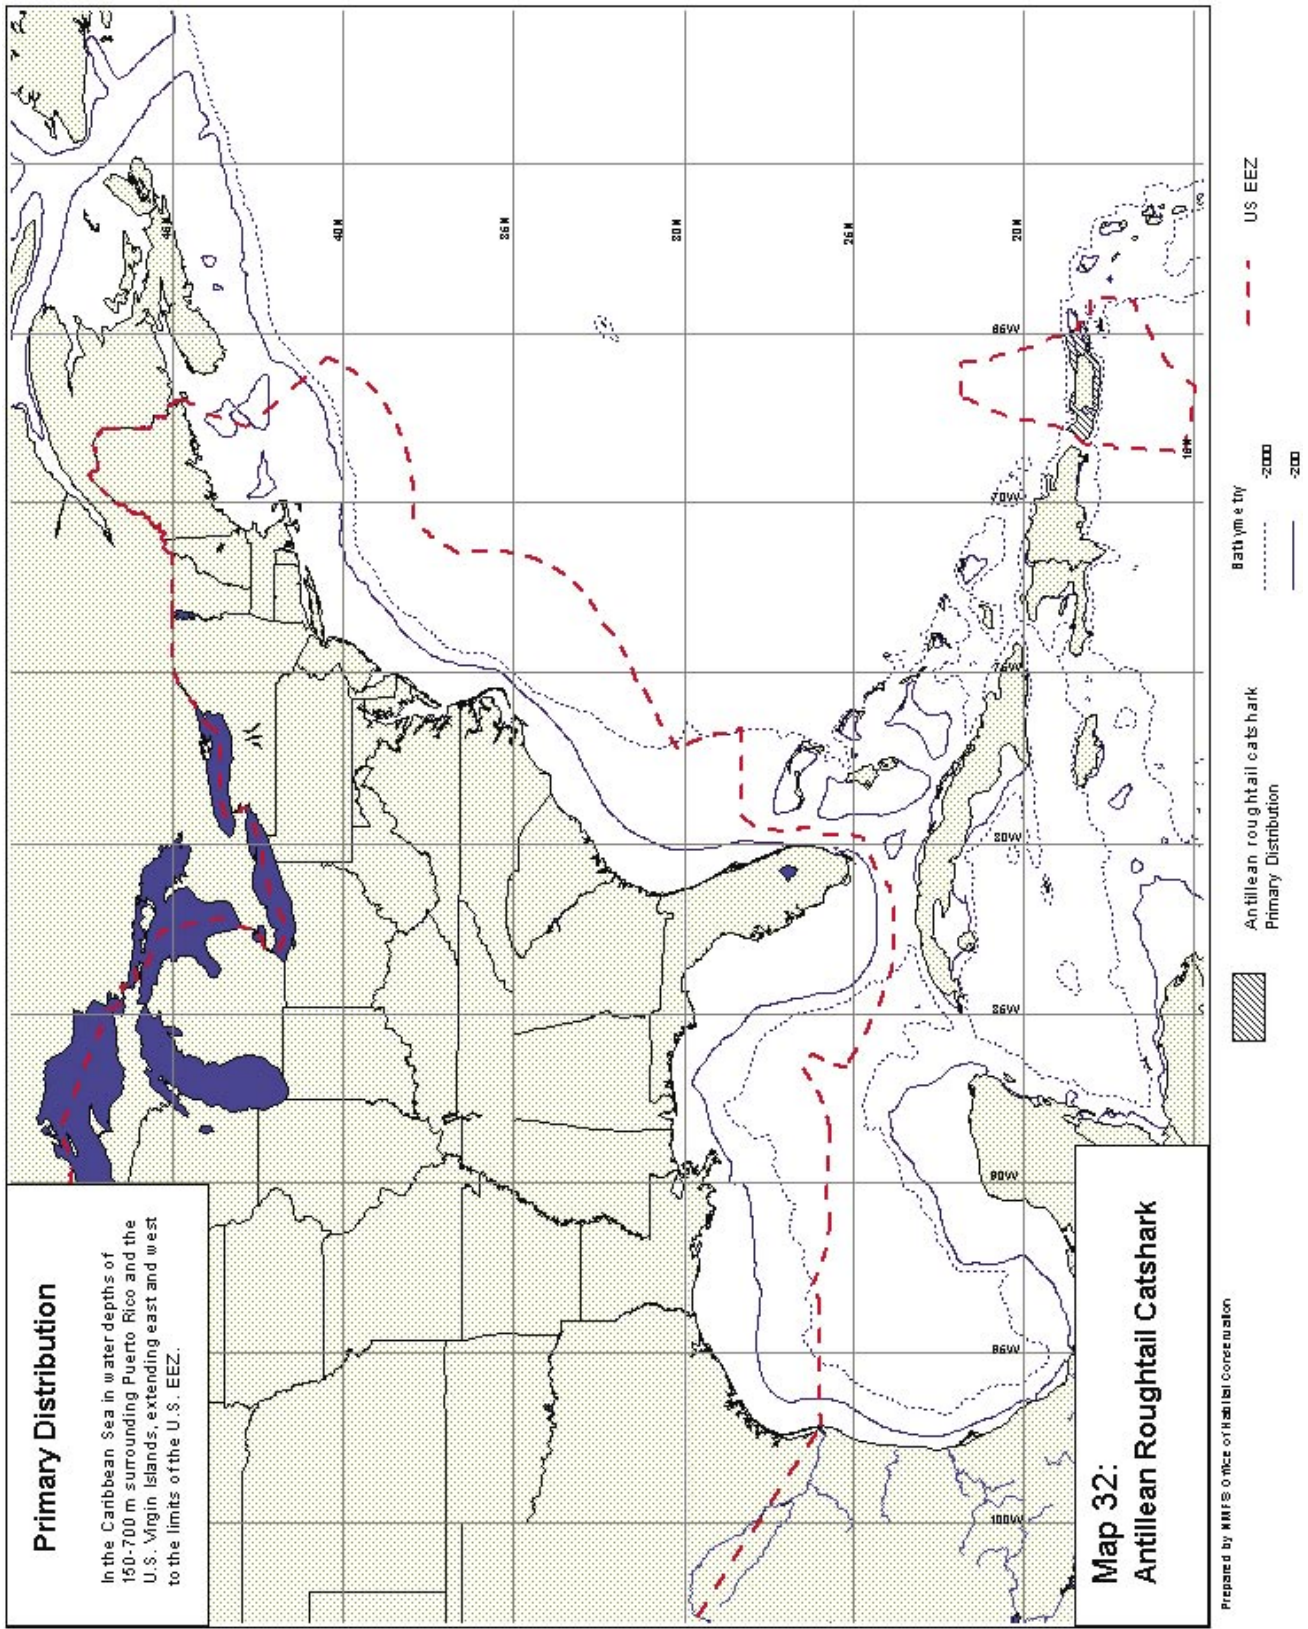 Primary Distribution
In the Caribbean Sea in water depths of
150-700 m surrounding Puerto Rico and the
U.S. Virgin Islands, extending east and west
to the limits of the U.S. EEZ.
100W
95W
90W
85W
80W
75W
70W
65W
45N
40N
35N
30N
25N
20N
15N
Map 32:
Antillean Roughtail Catshark
Prepared by NMFS Office of Habitat Conservation
Antillean roughtail catshark
Primary Distribution
Bathymetry
-2000
-200
US EEZ